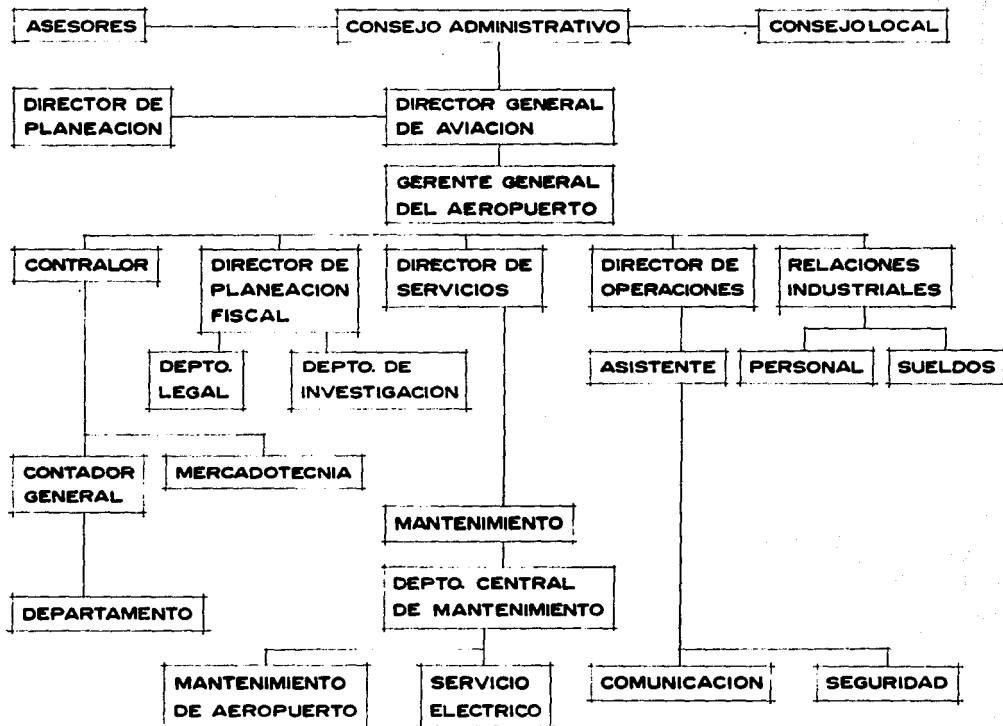 ASESORES
CONSEJO ADMINISTRATIVO
CONSEJO LOCAL
DIRECTOR DE
PLANEACION
DIRECTOR GENERAL
DE AVIACION
GERENTE GENERAL
DEL AEROPUERTO
CONTRALOR
DIRECTOR DE
PLANEACION
FISCAL
DIRECTOR DE
SERVICIOS
DIRECTOR DE
OPERACIONES
RELACIONES
INDUSTRIALES
DEPTO.
LEGAL
DEPTO. DE
INVESTIGACION
ASISTENTE
PERSONAL
SUELDOS
CONTADOR
GENERAL
MERCADOTECNIA
MANTENIMIENTO
DEPTO. CENTRAL
DE MANTENIMIENTO
DEPARTAMENTO
MANTENIMIENTO
DE AEROPUERTO
SERVICIO
ELECTRICO
COMUNICACION
SEGURIDAD